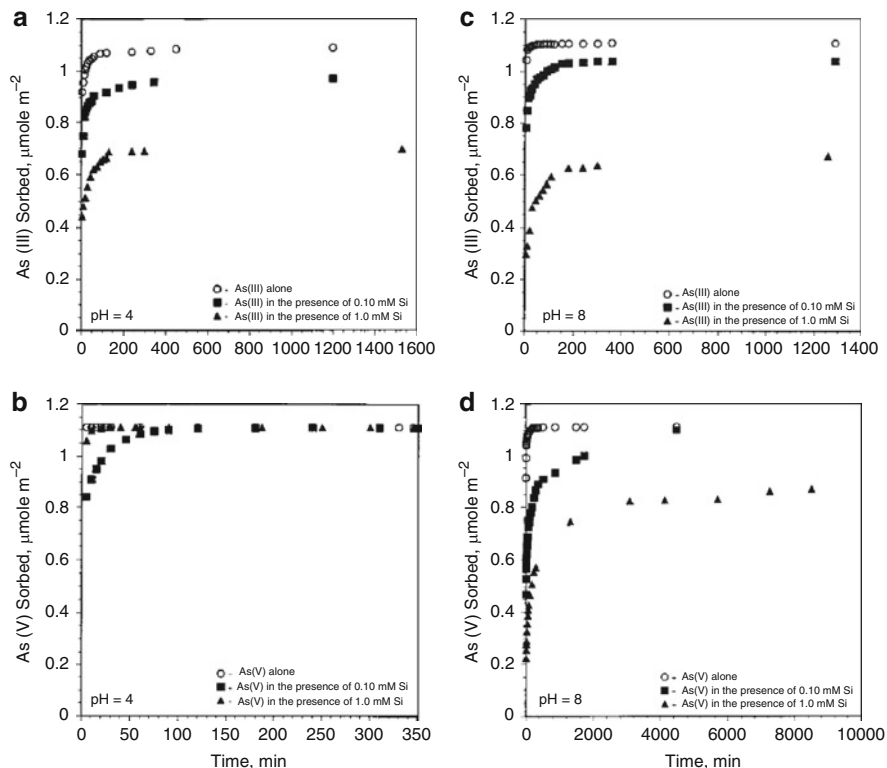 a
As (III) Sorbed, µmole m⁻²
1.2
1
0.8
0.6
0.4
0.2
0
pH = 4
As(III) alone
As(III) in the presence of 0.10 mM Si
As(III) in the presence of 1.0 mM Si
0 200 400 600 800 1000 1200 1400 1600
c
As (III) Sorbed, µmole m⁻²
1.2
1
0.8
0.6
0.4
0.2
0
pH = 8
As(III) alone
As(III) in the presence of 0.10 mM Si
As(III) in the presence of 1.0 mM Si
0 200 400 600 800 1000 1200 1400
b
As (V) Sorbed, µmole m⁻²
1.2
1
0.8
0.6
0.4
0.2
0
pH = 4
As(V) alone
As(V) in the presence of 0.10 mM Si
As(V) in the presence of 1.0 mM Si
0 50 100 150 200 250 300 350
Time, min
d
As (V) Sorbed, µmole m⁻²
1.2
1
0.8
0.6
0.4
0.2
0
pH = 8
As(V) alone
As(V) in the presence of 0.10 mM Si
As(V) in the presence of 1.0 mM Si
0 2000 4000 6000 8000 10000
Time, min